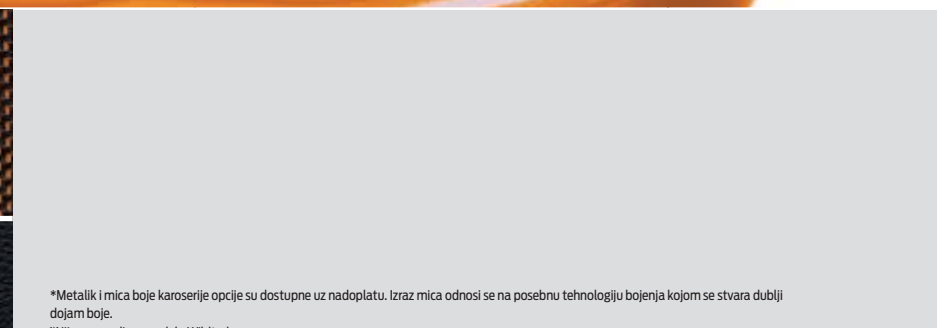 *Metalik i mica boje karoserije opcije su dostupne uz nadoplatu. Izraz mica odnosi se na posebnu tehnologiju bojenja kojom se stvara dublji
dojam boje.